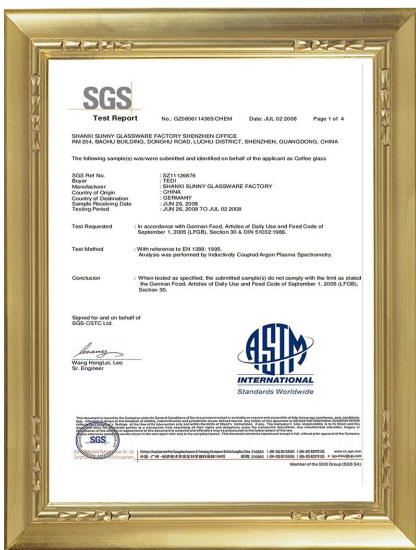 SGS
Test Report No.: GZ0806114365/CHEM Date: JUL 02 2008 Page 1 of 4
SHANXI SUNNY GLASSWARE FACTORY SHENZHEN OFFICE
RM 204, BAOHU BUILDING, DONGHU ROAD, LUOHU DISTRICT, SHENZHEN, GUANGDONG, CHINA
The following sample(s) was/were submitted and identified on behalf of the applicant as Coffee glass
SGS Ref No. : SZ11126876
Buyer : TEDI
Manufacturer : SHANXI SUNNY GLASSWARE FACTORY
Country of Origin : CHINA
Country of Destination : GERMANY
Sample Receiving Date : JUN 26, 2008
Testing Period : JUN 26, 2008 TO JUL 02 2008
Test Requested : In accordance with German Food, Articles of Daily Use and Feed Code of
September 1, 2005 (LFGB), Section 30 & DIN 51032:1986.
Test Method : With reference to EN 1388: 1995.
Analysis was performed by Inductively Coupled Argon Plasma Spectrometry.
Conclusion : When tested as specified, the submitted sample(s) do not comply with the limit as stated
the German Food, Articles of Daily Use and Feed Code of September 1, 2005 (LFGB),
Section 30.
Signed for and on behalf of
SGS-CSTC Ltd.
Wang HongLei, Leo
Sr. Engineer
ASTM
INTERNATIONAL
Standards Worldwide
SGS
Member of the SGS Group (SGS SA)